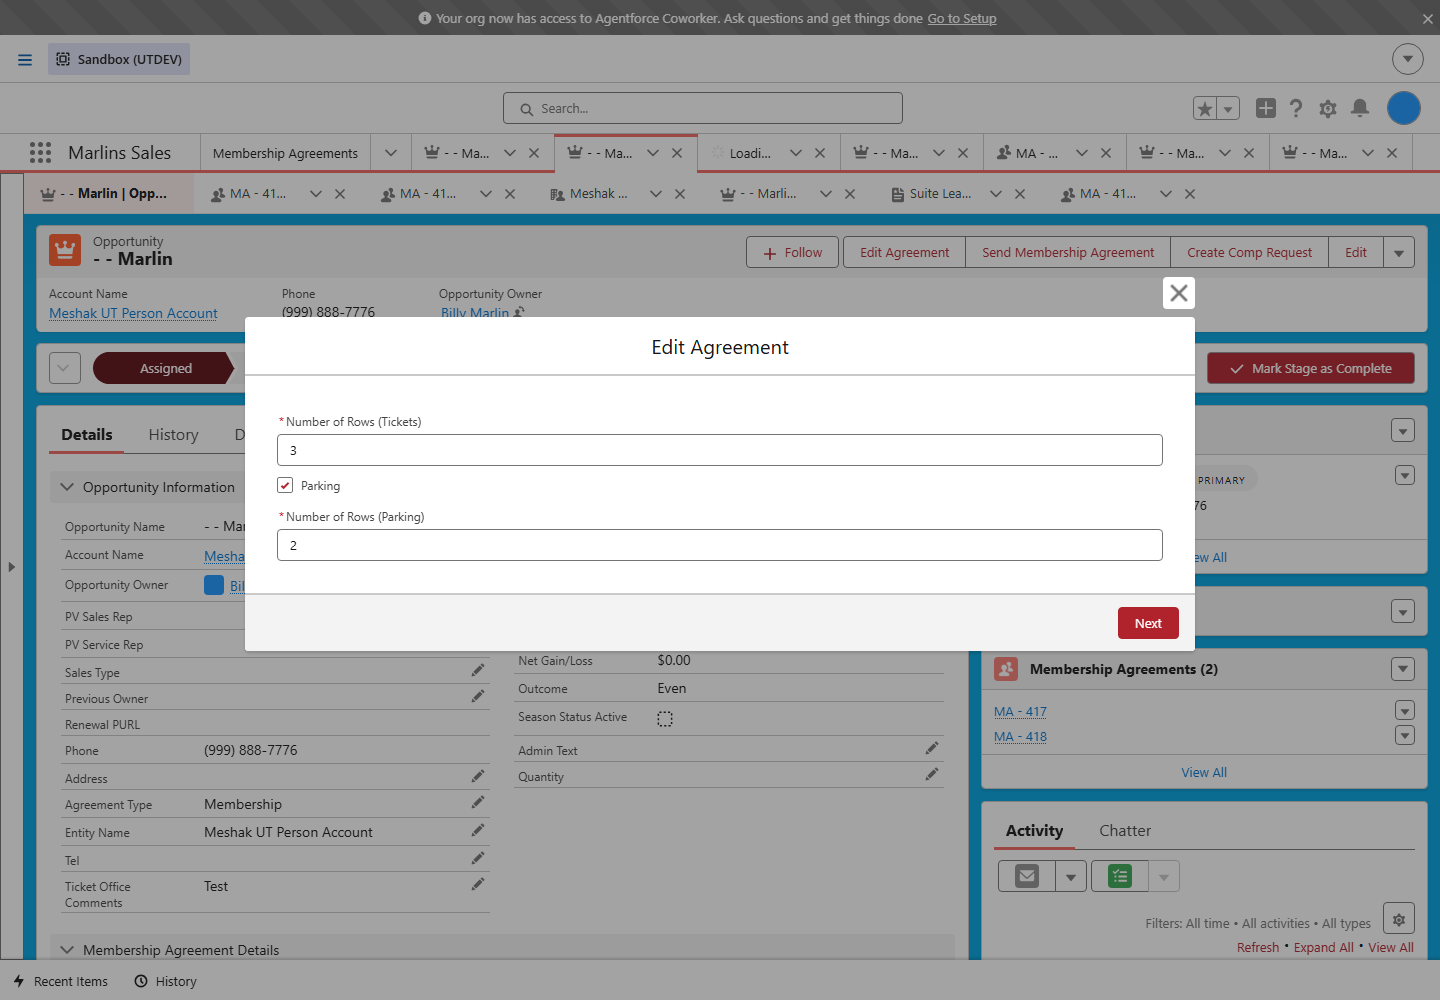 Your org now has access to Agentforce Coworker. Ask questions and get things done Go to Setup
Sandbox (UTDEV)
Search...
Marlins Sales
Membership Agreements
- - Ma...
- - Ma...
Loadi...
- - Ma...
MA - ...
- - Ma...
- - Ma...
- - Marlin | Opp...
MA - 41...
MA - 41...
Meshak ...
- - Marli...
Suite Lea...
MA - 41...
Opportunity
- - Marlin
Follow
Edit Agreement
Send Membership Agreement
Create Comp Request
Edit
Account Name
Phone
Opportunity Owner
Meshak UT Person Account
(999) 888-7776
Billy Marlin
Assigned
Mark Stage as Complete
Edit Agreement
*Number of Rows (Tickets)
3
Parking
*Number of Rows (Parking)
2
Next
Details
History
D
Opportunity Information
Opportunity Name
- - Mar
Account Name
Mesha
Opportunity Owner
Bil
PV Sales Rep
PV Service Rep
Sales Type
Previous Owner
Renewal PURL
Phone
(999) 888-7776
Address
Agreement Type
Membership
Entity Name
Meshak UT Person Account
Tel
Ticket Office Comments
Test
Net Gain/Loss
$0.00
Outcome
Even
Season Status Active
Admin Text
Quantity
Membership Agreement Details
PRIMARY
76
ew All
Membership Agreements (2)
MA - 417
MA - 418
View All
Activity
Chatter
Filters: All time • All activities • All types
Refresh • Expand All • View All
Recent Items
History